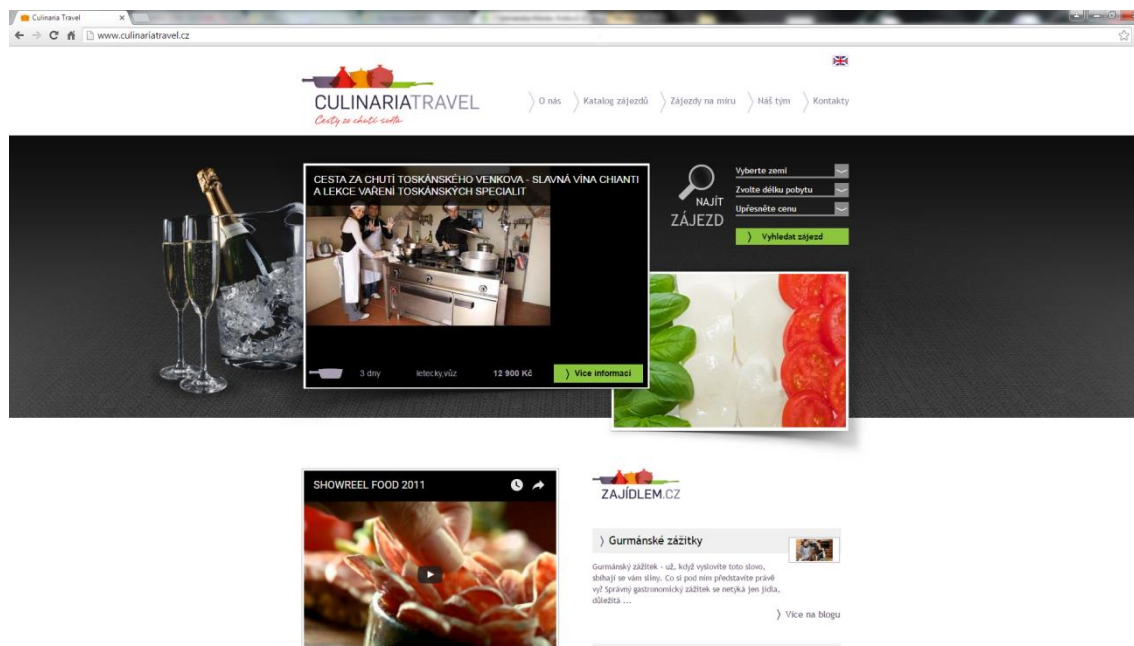 Culinaria Travel
www.culinariatravel.cz
CULINARIATRAVEL
Cesty za chutí světa
O nás
Katalog zájezdů
Zájezdy na míru
Náš tým
Kontakty
CESTA ZA CHUTÍ TOSKÁNSKÉHO VENKOVA - SLAVNÁ VÍNA CHIANTI
A LEKCE VAŘENÍ TOSKÁNSKÝCH SPECIALIT
3 dny
letecky,vůz
12 900 Kč
Více informací
NAJÍT
ZÁJEZD
Vyberte zemi
Zvolte délku pobytu
Upřesněte cenu
Vyhledat zájezd
SHOWREEL FOOD 2011
ZAJÍDLEM.CZ
Gurmánské zážitky
Gurmánský zážitek - už, když vyslovíte toto slovo,
sbíhají se vám sliny. Co si pod ním představíte právě
vy? Správný gastronomický zážitek se netýká jen jídla,
důležitá ...
Více na blogu